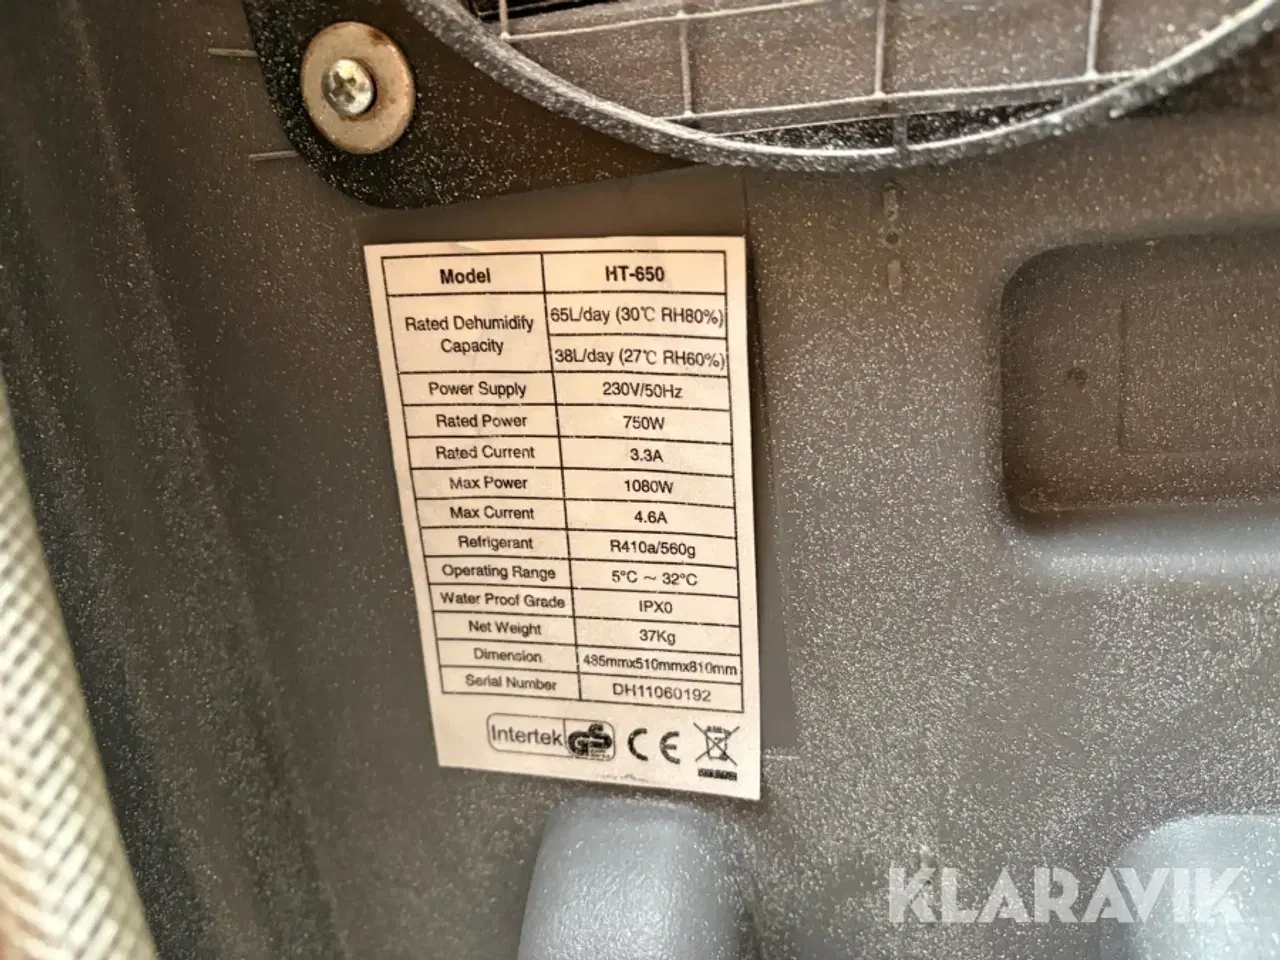 Model HT-650
Rated Dehumidify Capacity 65L/day (30℃ RH80%)
38L/day (27℃ RH60%)
Power Supply 230V/50Hz
Rated Power 750W
Rated Current 3.3A
Max Power 1080W
Max Current 4.6A
Refrigerant R410a/560g
Operating Range 5°C ~ 32°C
Water Proof Grade IPX0
Net Weight 37Kg
Dimension 485mmx510mmx810mm
Serial Number DH11060192
Intertek GS CE
KLARAVIK